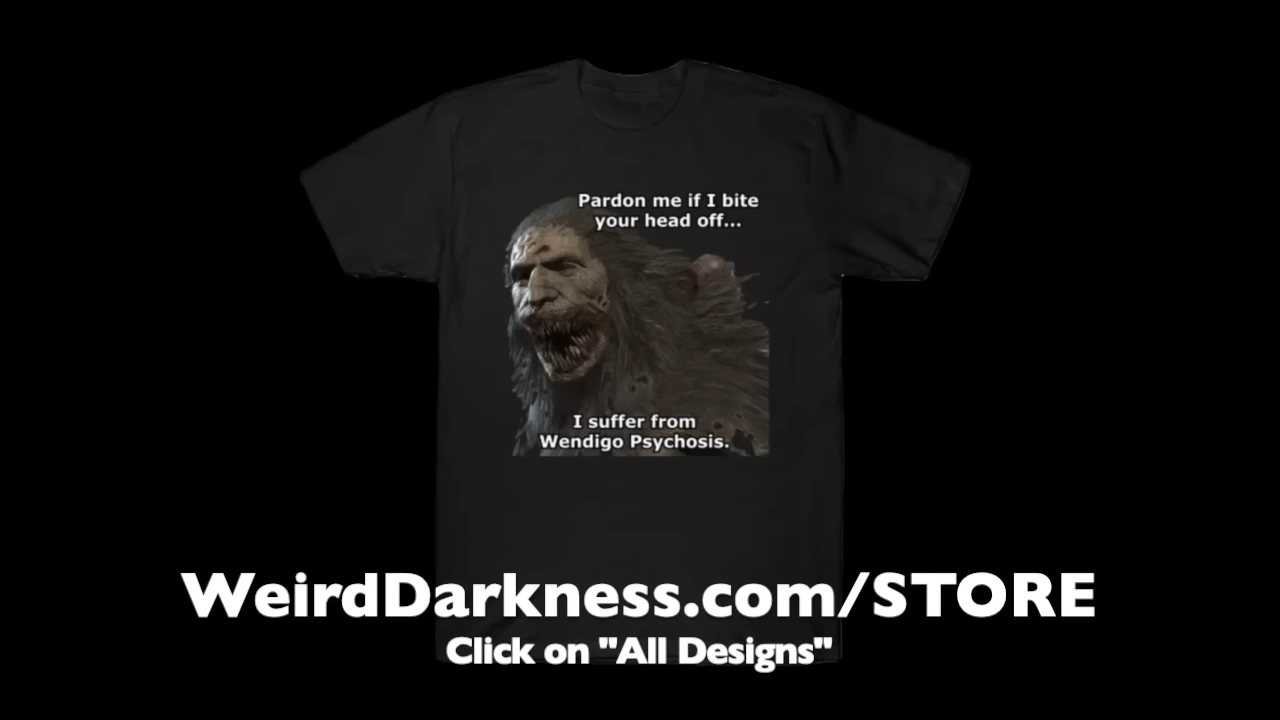 Pardon me if I bite
your head off...
I suffer from
Wendigo Psychosis.
WeirdDarkness.com/STORE
Click on "All Designs"